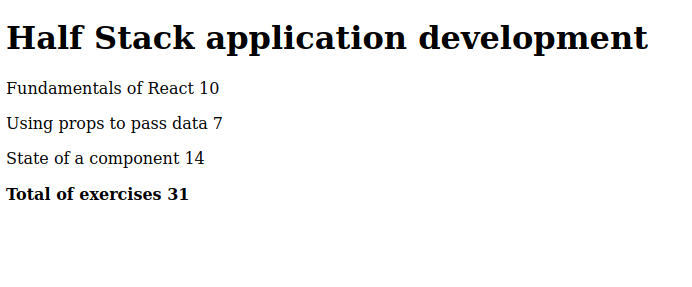 Half Stack application development
Fundamentals of React 10
Using props to pass data 7
State of a component 14
Total of exercises 31